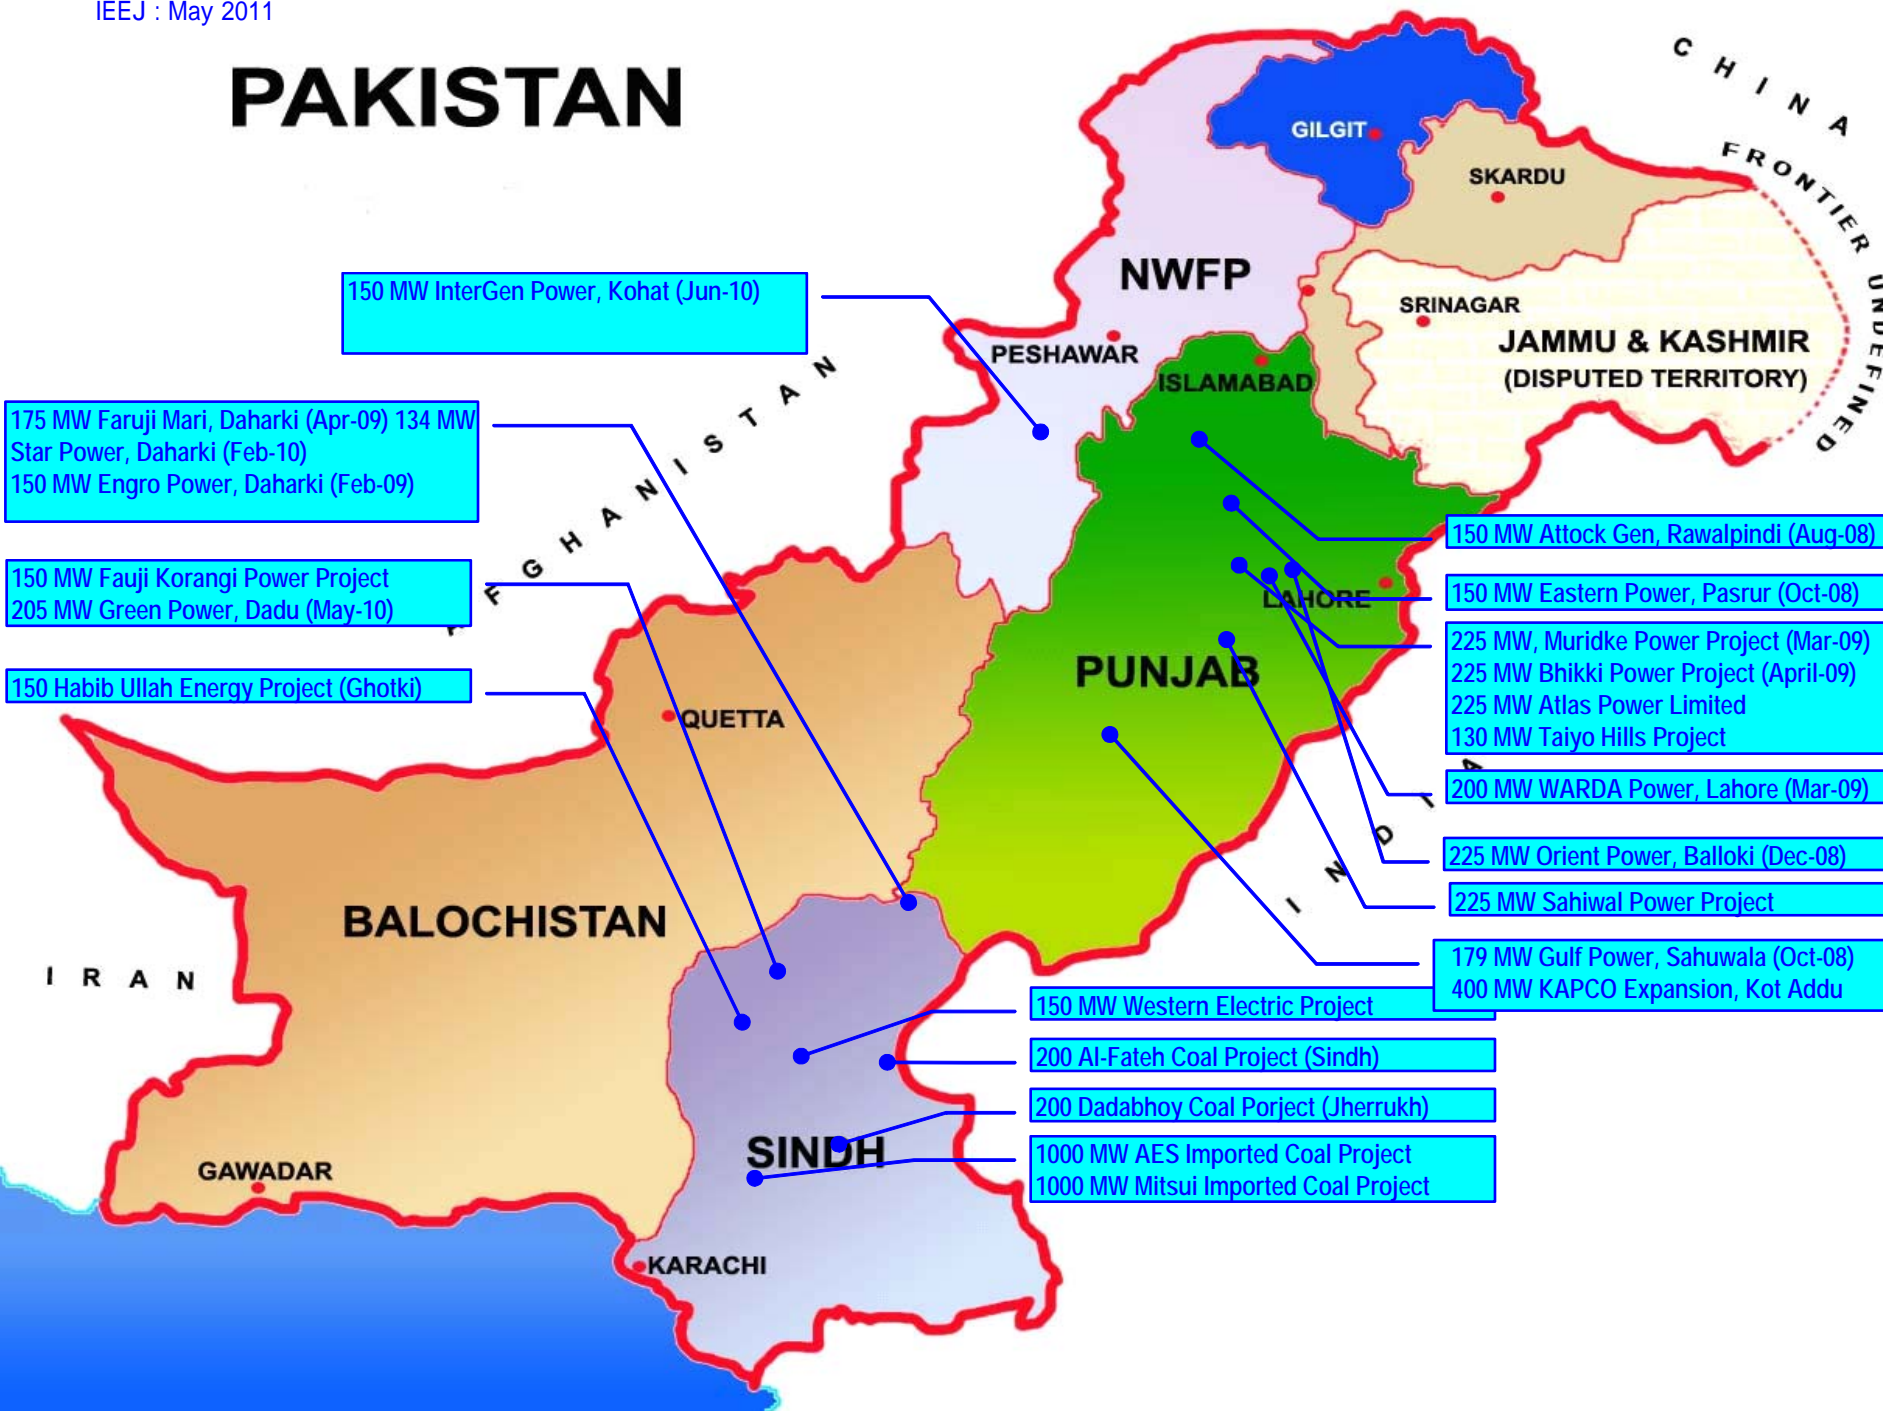 IEEJ : May 2011
PAKISTAN
C H I N A
FRONTIER UNDEFINED
GILGIT
SKARDU
NWFP
SRINAGAR
JAMMU & KASHMIR
(DISPUTED TERRITORY)
PESHAWAR
ISLAMABAD
150 MW InterGen Power, Kohat (Jun-10)
AFGHANISTAN
175 MW Faruji Mari, Daharki (Apr-09) 134 MW
Star Power, Daharki (Feb-10)
150 MW Engro Power, Daharki (Feb-09)
150 MW Fauji Korangi Power Project
205 MW Green Power, Dadu (May-10)
150 Habib Ullah Energy Project (Ghotki)
150 MW Attock Gen, Rawalpindi (Aug-08)
150 MW Eastern Power, Pasrur (Oct-08)
LAHORE
225 MW, Muridke Power Project (Mar-09)
225 MW Bhikki Power Project (April-09)
225 MW Atlas Power Limited
130 MW Taiyo Hills Project
PUNJAB
QUETTA
200 MW WARDA Power, Lahore (Mar-09)
I N D I A
225 MW Orient Power, Balloki (Dec-08)
225 MW Sahiwal Power Project
BALOCHISTAN
179 MW Gulf Power, Sahuwala (Oct-08)
400 MW KAPCO Expansion, Kot Addu
I R A N
150 MW Western Electric Project
200 Al-Fateh Coal Project (Sindh)
200 Dadabhoy Coal Porject (Jherrukh)
SINDH
1000 MW AES Imported Coal Project
1000 MW Mitsui Imported Coal Project
GAWADAR
KARACHI